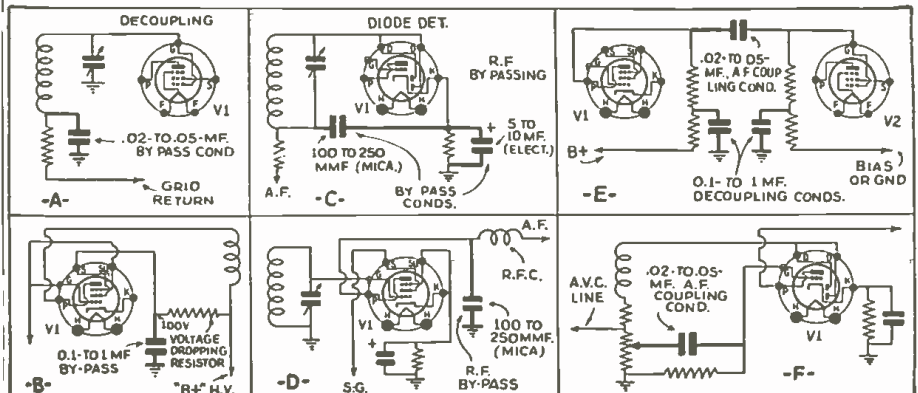 DECOUPLING
G
P
S
F
F
V1
.02-TO.05-MF.
BY PASS COND
GRID
RETURN
-A-
DIODE DET.
D
D
G
P
K
H
H
V1
R.F
BY PASSING
100 TO 250
MMF (MICA.)
+
5 TO
10 MF.
(ELECT.)
A.F.
-C-
BY PASS
CONDS.
G
P
K
H
H
V1
B+
.02-TO 05-
MF., A F COUP
LING COND.
G
P
S
F
F
V2
0.1- TO 1 MF.
DECOUPLING CONDS.
BIAS
OR GND
-E-
S
SU
G
P
K
H
H
V1
100V
VOLTAGE
DROPPING
RESISTOR
0.1-TO 1 MF
BY-PASS
"B+" H.V.
-B-
G
P
K
H
H
V1
+
A.F.
R.F.C.
100 TO
250MMF.
(MICA)
R.F.
BY-PASS
S.G.
-D-
A.V.C.
LINE
.02-TO.05-
MF. A.F.
COUPLING
COND.
D
D
G
P
K
H
H
V1
-F-